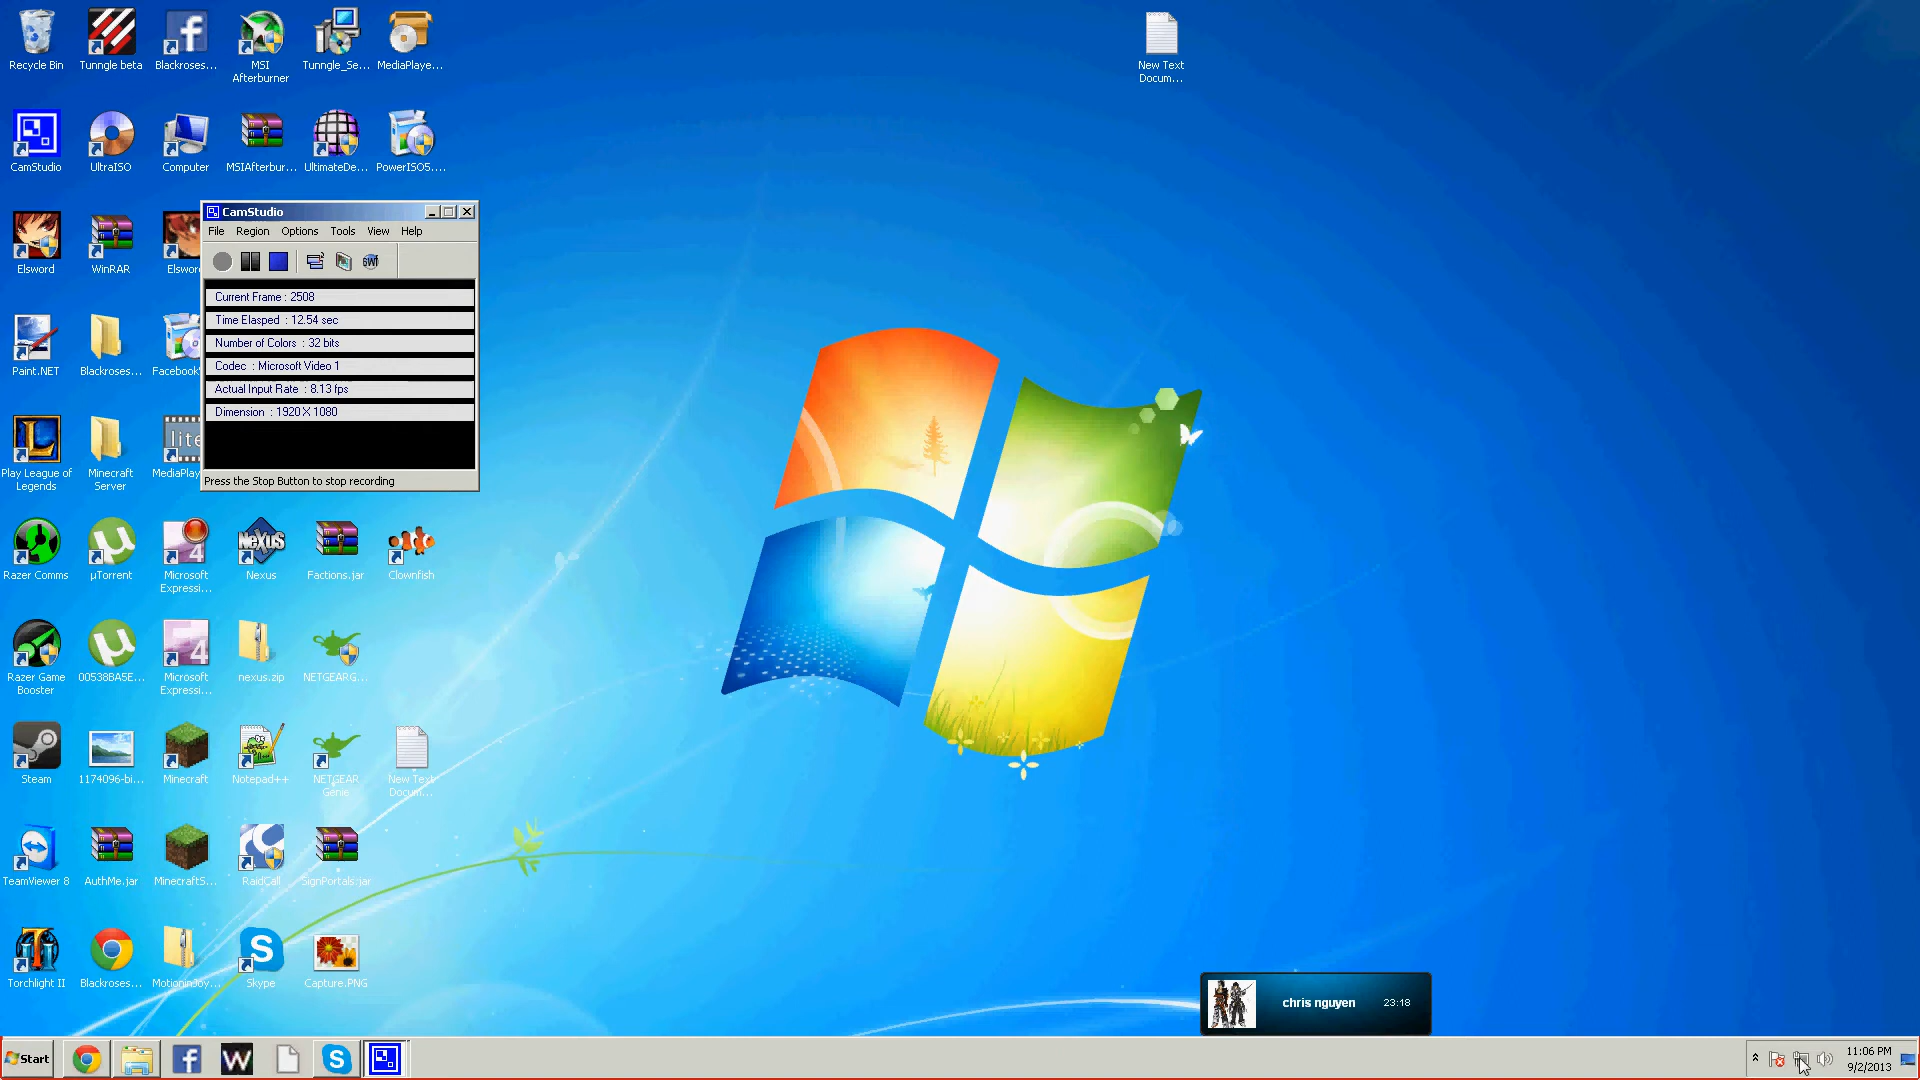 Recycle Bin
Tunngle beta
Blackroses...
MSI
Afterburner
Tunngle_Se...
MediaPlaye...
New Text
Docum...
CamStudio
UltraISO
Computer
MSIAfterbur...
UltimateDe...
PowerISO5....
Elsword
WinRAR
Elswor
CamStudio
File Region Options Tools View Help
Current Frame : 2508
Time Elasped : 12.54 sec
Number of Colors : 32 bits
Codec : Microsoft Video 1
Actual Input Rate : 8.13 fps
Dimension : 1920 X 1080
Press the Stop Button to stop recording
Paint.NET
Blackroses...
Facebook
Play League of
Legends
Minecraft
Server
lite
MediaPlay
Razer Comms
µTorrent
4
Microsoft
Expressi...
NeXuS
Nexus
Factions.jar
Clownfish
Razer Game
Booster
00538BA5E...
4
Microsoft
Expressi...
nexus.zip
NETGEARG...
Steam
1174096-bi...
Minecraft
Notepad++
NETGEAR
Genie
New Text
Docum...
TeamViewer 8
AuthMe.jar
MinecraftS...
RaidCall
SignPortals.jar
Torchlight II
Blackroses...
MotioninJoy...
Skype
Capture.PNG
chris nguyen 23:18
Start
11:06 PM
9/2/2013